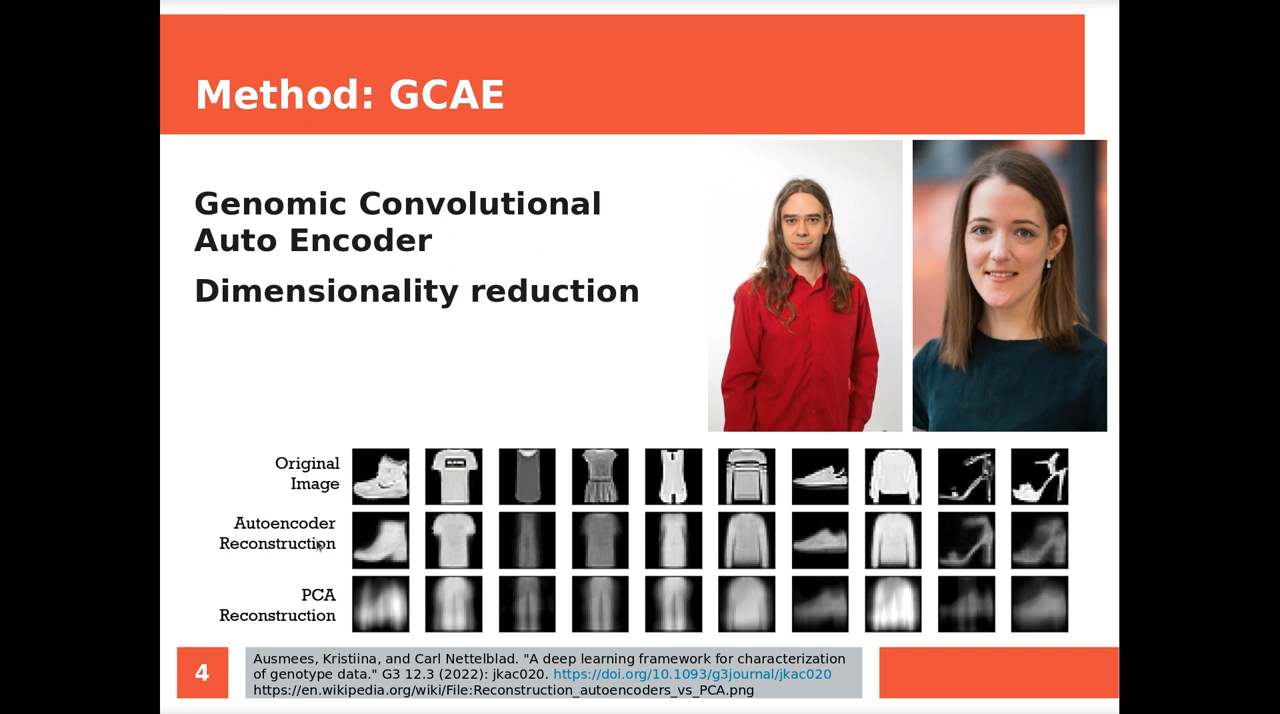 Method: GCAE
Genomic Convolutional
Auto Encoder
Dimensionality reduction
Original
Image
Autoencoder
Reconstruction
PCA
Reconstruction
4
Ausmees, Kristiina, and Carl Nettelblad. "A deep learning framework for characterization
of genotype data." G3 12.3 (2022): jkac020. https://doi.org/10.1093/g3journal/jkac020
https://en.wikipedia.org/wiki/File:Reconstruction_autoencoders_vs_PCA.png